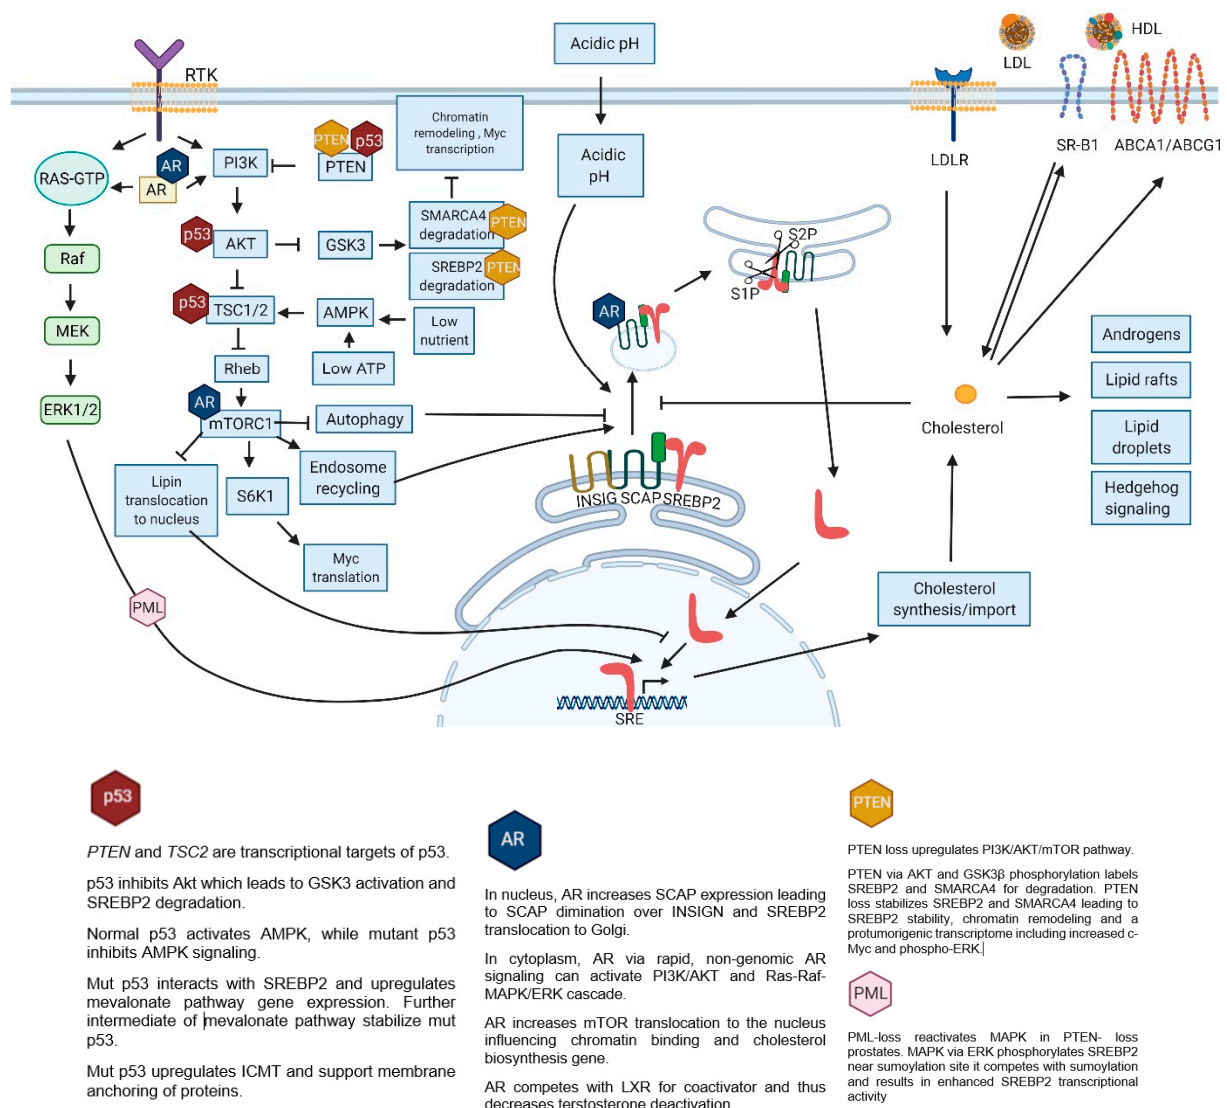 Acidic pH
LDL
HDL
RTK
Acidic
pH
Chromatin
remodeling , Myc
transcription
PTEN
p53
PTEN
PI3K
AR
AR
RAS-GTP
LDLR
SR-B1
ABCA1/ABCG1
SMARCA4
degradation
PTEN
p53
AKT
GSK3
SREBP2
degradation
PTEN
S2P
S1P
Raf
p53
TSC1/2
AMPK
Low
nutrient
AR
MEK
Rheb
Low ATP
Androgens
Lipid rafts
ERK1/2
AR
mTORC1
Autophagy
Cholesterol
Lipid
droplets
Lipin
translocation
to nucleus
S6K1
Endosome
recycling
INSIG SCAP SREBP2
Hedgehog
signaling
Myc
translation
PML
Cholesterol
synthesis/import
SRE
p53
PTEN and TSC2 are transcriptional targets of p53.
p53 inhibits Akt which leads to GSK3 activation and
SREBP2 degradation.
Normal p53 activates AMPK, while mutant p53
inhibits AMPK signaling.
Mut p53 interacts with SREBP2 and upregulates
mevalonate pathway gene expression. Further
intermediate of mevalonate pathway stabilize mut
p53.
Mut p53 upregulates ICMT and support membrane
anchoring of proteins.
AR
In nucleus, AR increases SCAP expression leading
to SCAP dimination over INSIGN and SREBP2
translocation to Golgi.
In cytoplasm, AR via rapid, non-genomic AR
signaling can activate PI3K/AKT and Ras-Raf-
MAPK/ERK cascade.
AR increases mTOR translocation to the nucleus
influencing chromatin binding and cholesterol
biosynthesis gene.
AR competes with LXR for coactivator and thus
decreases terstosterone deactivation
PTEN
PTEN loss upregulates PI3K/AKT/mTOR pathway.
PTEN via AKT and GSK3β phosphorylation labels
SREBP2 and SMARCA4 for degradation. PTEN
loss stabilizes SREBP2 and SMARCA4 leading to
SREBP2 stability, chromatin remodeling and a
protumorigenic transcriptome including increased c-
Myc and phospho-ERK.
PML
PML-loss reactivates MAPK in PTEN- loss
prostates. MAPK via ERK phosphorylates SREBP2
near sumoylation site it competes with sumoylation
and results in enhanced SREBP2 transcriptional
activity